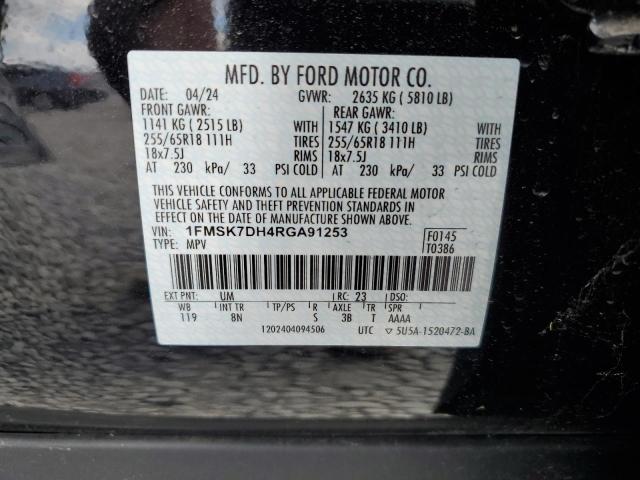 MFD. BY FORD MOTOR CO.
DATE: 04/24 GVWR: 2635 KG ( 5810 LB)
FRONT GAWR: REAR GAWR:
1141 KG ( 2515 LB) WITH 1547 KG ( 3410 LB) WITH
255/65R18 111H TIRES 255/65R18 111H TIRES
18x7.5J RIMS 18x7.5J RIMS
AT 230 kPa/ 33 PSI COLD AT 230 kPa/ 33 PSI COLD
THIS VEHICLE CONFORMS TO ALL APPLICABLE FEDERAL MOTOR
VEHICLE SAFETY AND THEFT PREVENTION STANDARDS IN
EFFECT ON THE DATE OF MANUFACTURE SHOWN ABOVE.
VIN: 1FMSK7DH4RGA91253 F0145
TYPE: MPV T0386
EXT PNT: UM RC: 23 DSO:
WB INT TR TP/PS R AXLE TR SPR
119 8N S 3B T AAAA
1202404094506 UTC ▽ 5U5A-1520472-BA